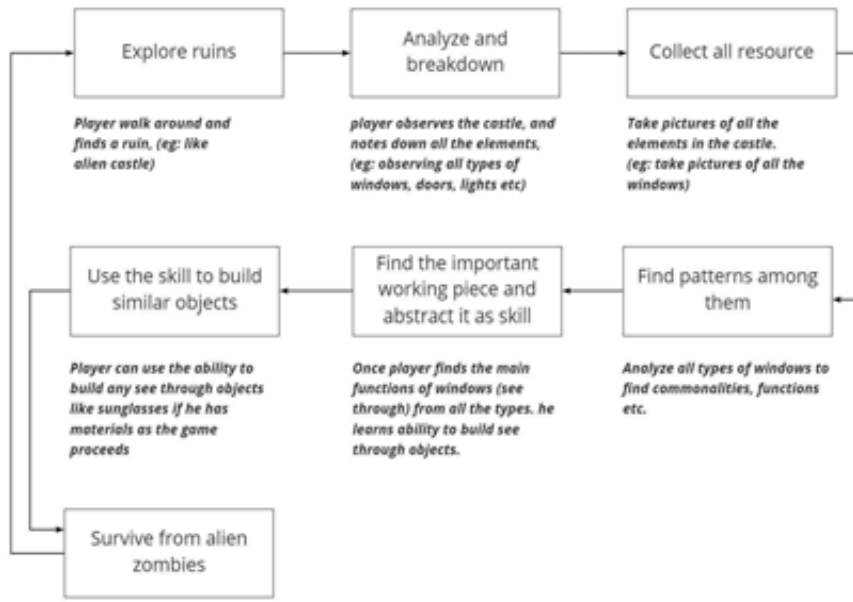 Explore ruins
Player walk around and
finds a ruin, (eg: like
alien castle)
Analyze and
breakdown
player observes the castle, and
notes down all the elements,
(eg: observing all types of
windows, doors, lights etc)
Collect all resource
Take pictures of all the
elements in the castle.
(eg: take pictures of all the
windows)
Find patterns among
them
Analyze all types of windows to
find commonalities, functions
etc.
Find the important
working piece and
abstract it as skill
Once player finds the main
functions of windows (see
through) from all the types. he
learns ability to build see
through objects.
Use the skill to build
similar objects
Player can use the ability to
build any see through objects
like sunglasses if he has
materials as the game
proceeds
Survive from alien
zombies